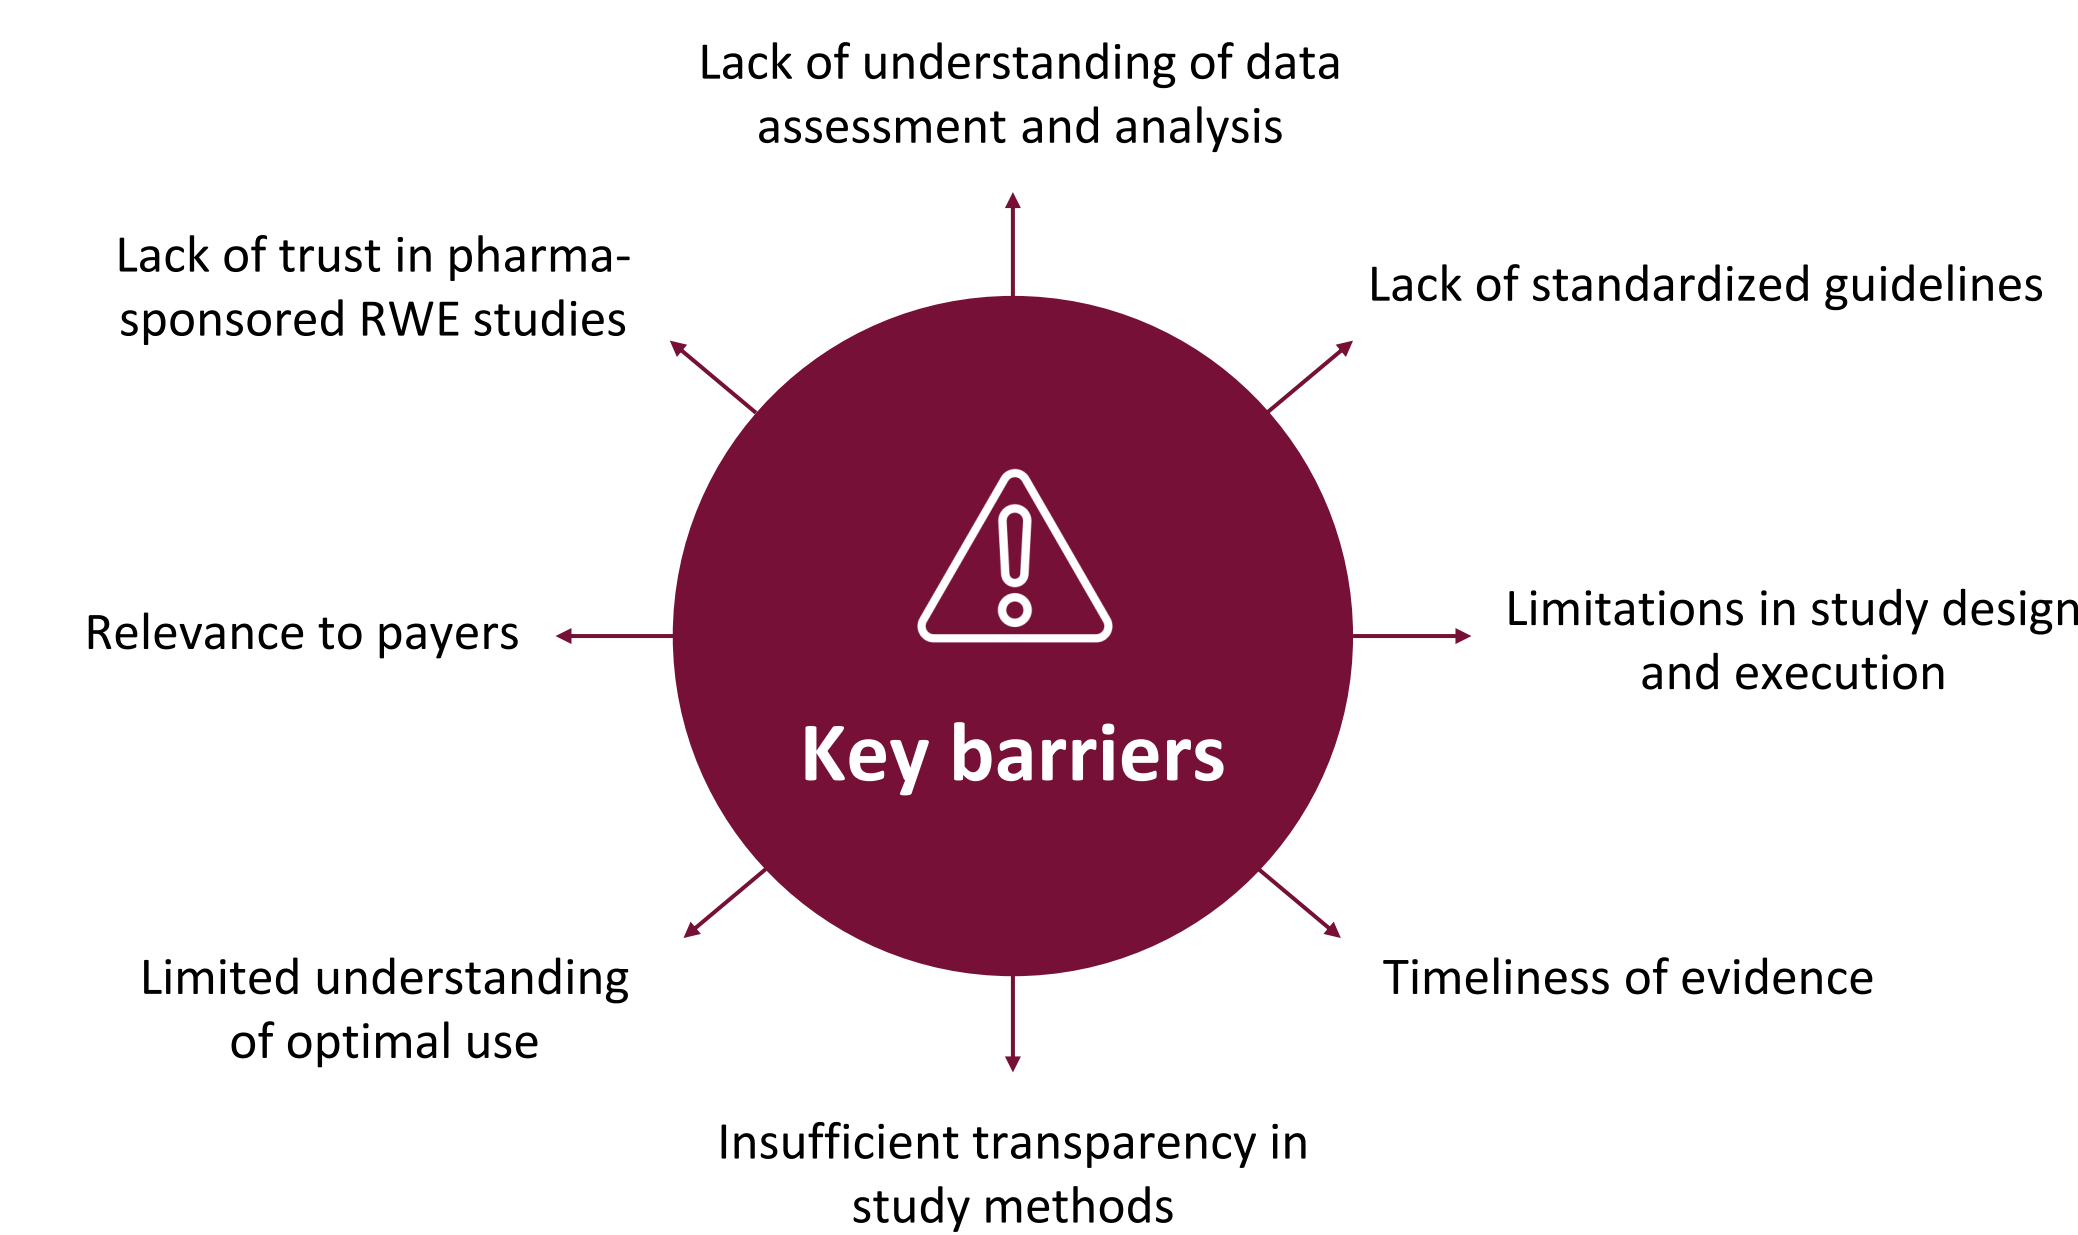 Lack of understanding of data
assessment and analysis
Lack of trust in pharma-
sponsored RWE studies
Lack of standardized guidelines
Relevance to payers
Limitations in study design
and execution
Key barriers
Limited understanding
of optimal use
Timeliness of evidence
Insufficient transparency in
study methods